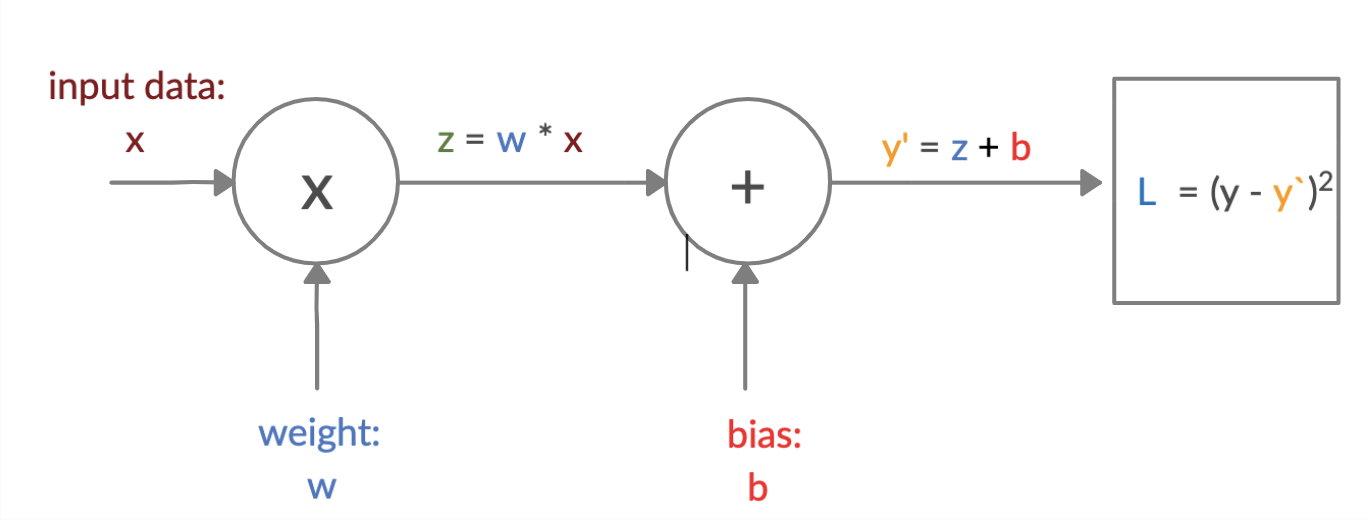 input data:
x
x
z = w * x
+
y' = z + b
L = (y - y`)²
weight:
w
bias:
b